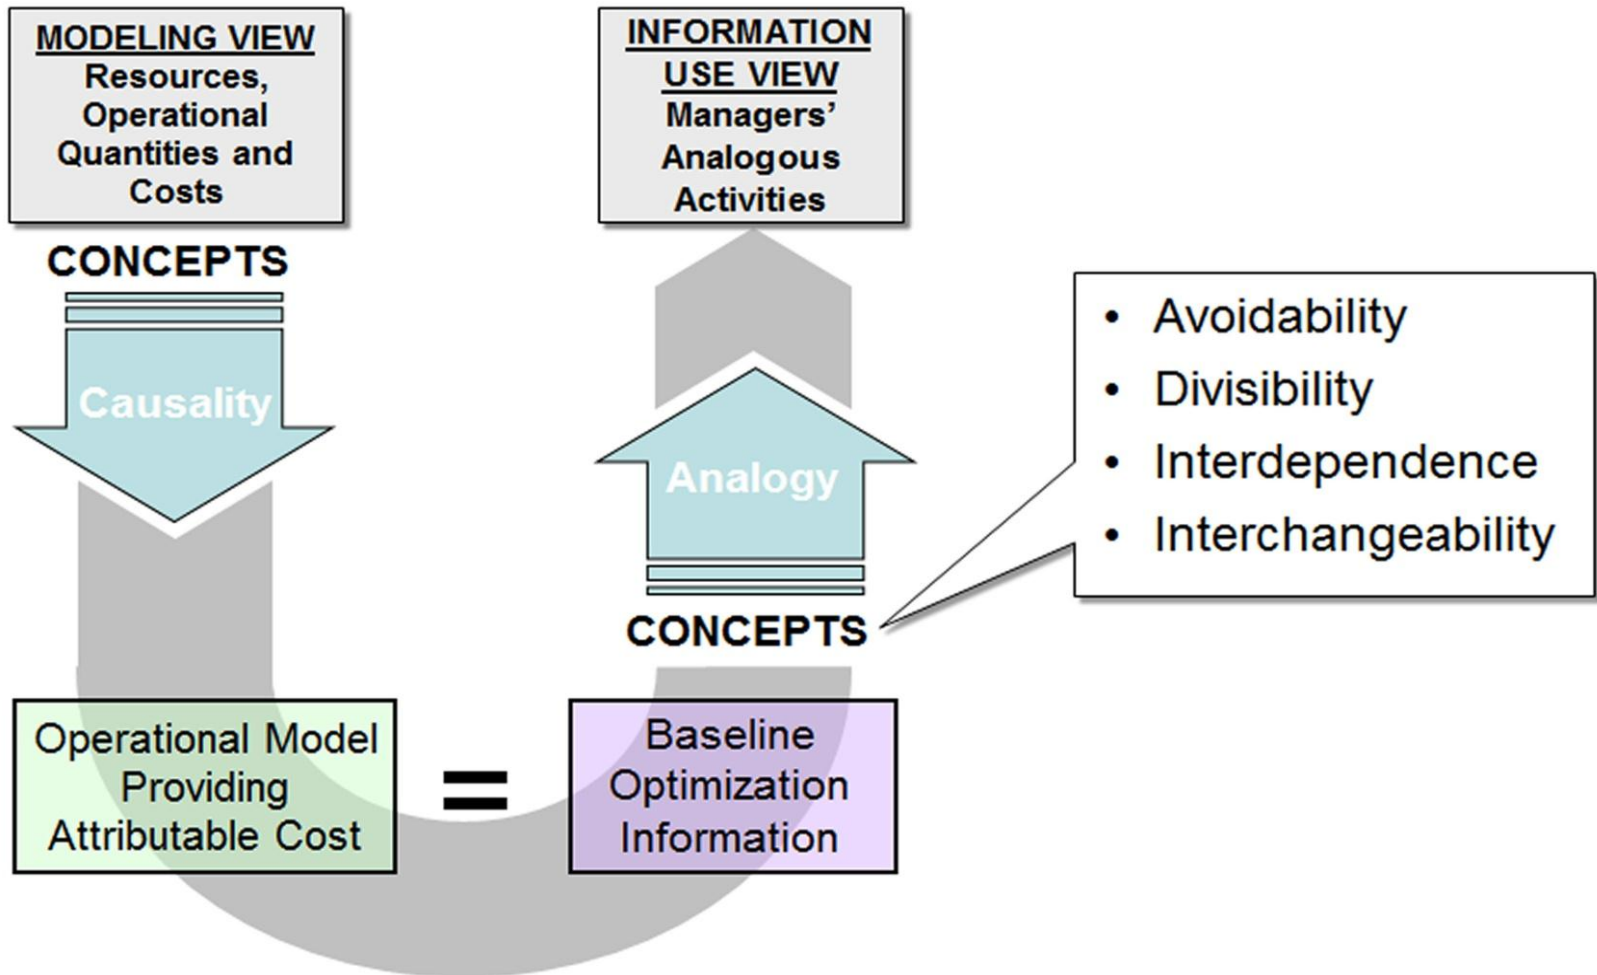 MODELING VIEW
Resources,
Operational
Quantities and
Costs
CONCEPTS
Causality
Operational Model
Providing
Attributable Cost
=
Baseline
Optimization
Information
INFORMATION
USE VIEW
Managers’
Analogous
Activities
Analogy
CONCEPTS
• Avoidability
• Divisibility
• Interdependence
• Interchangeability